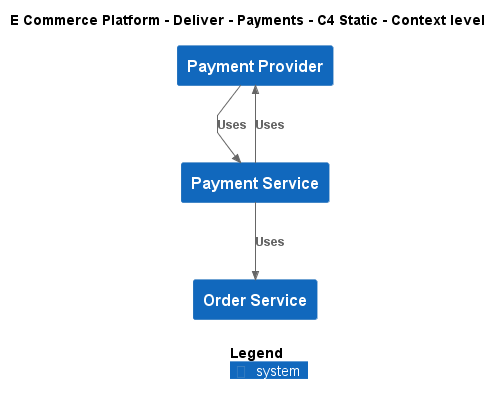 E Commerce Platform - Deliver - Payments - C4 Static - Context level
Payment Provider
Uses
Uses
Payment Service
Uses
Order Service
Legend
system